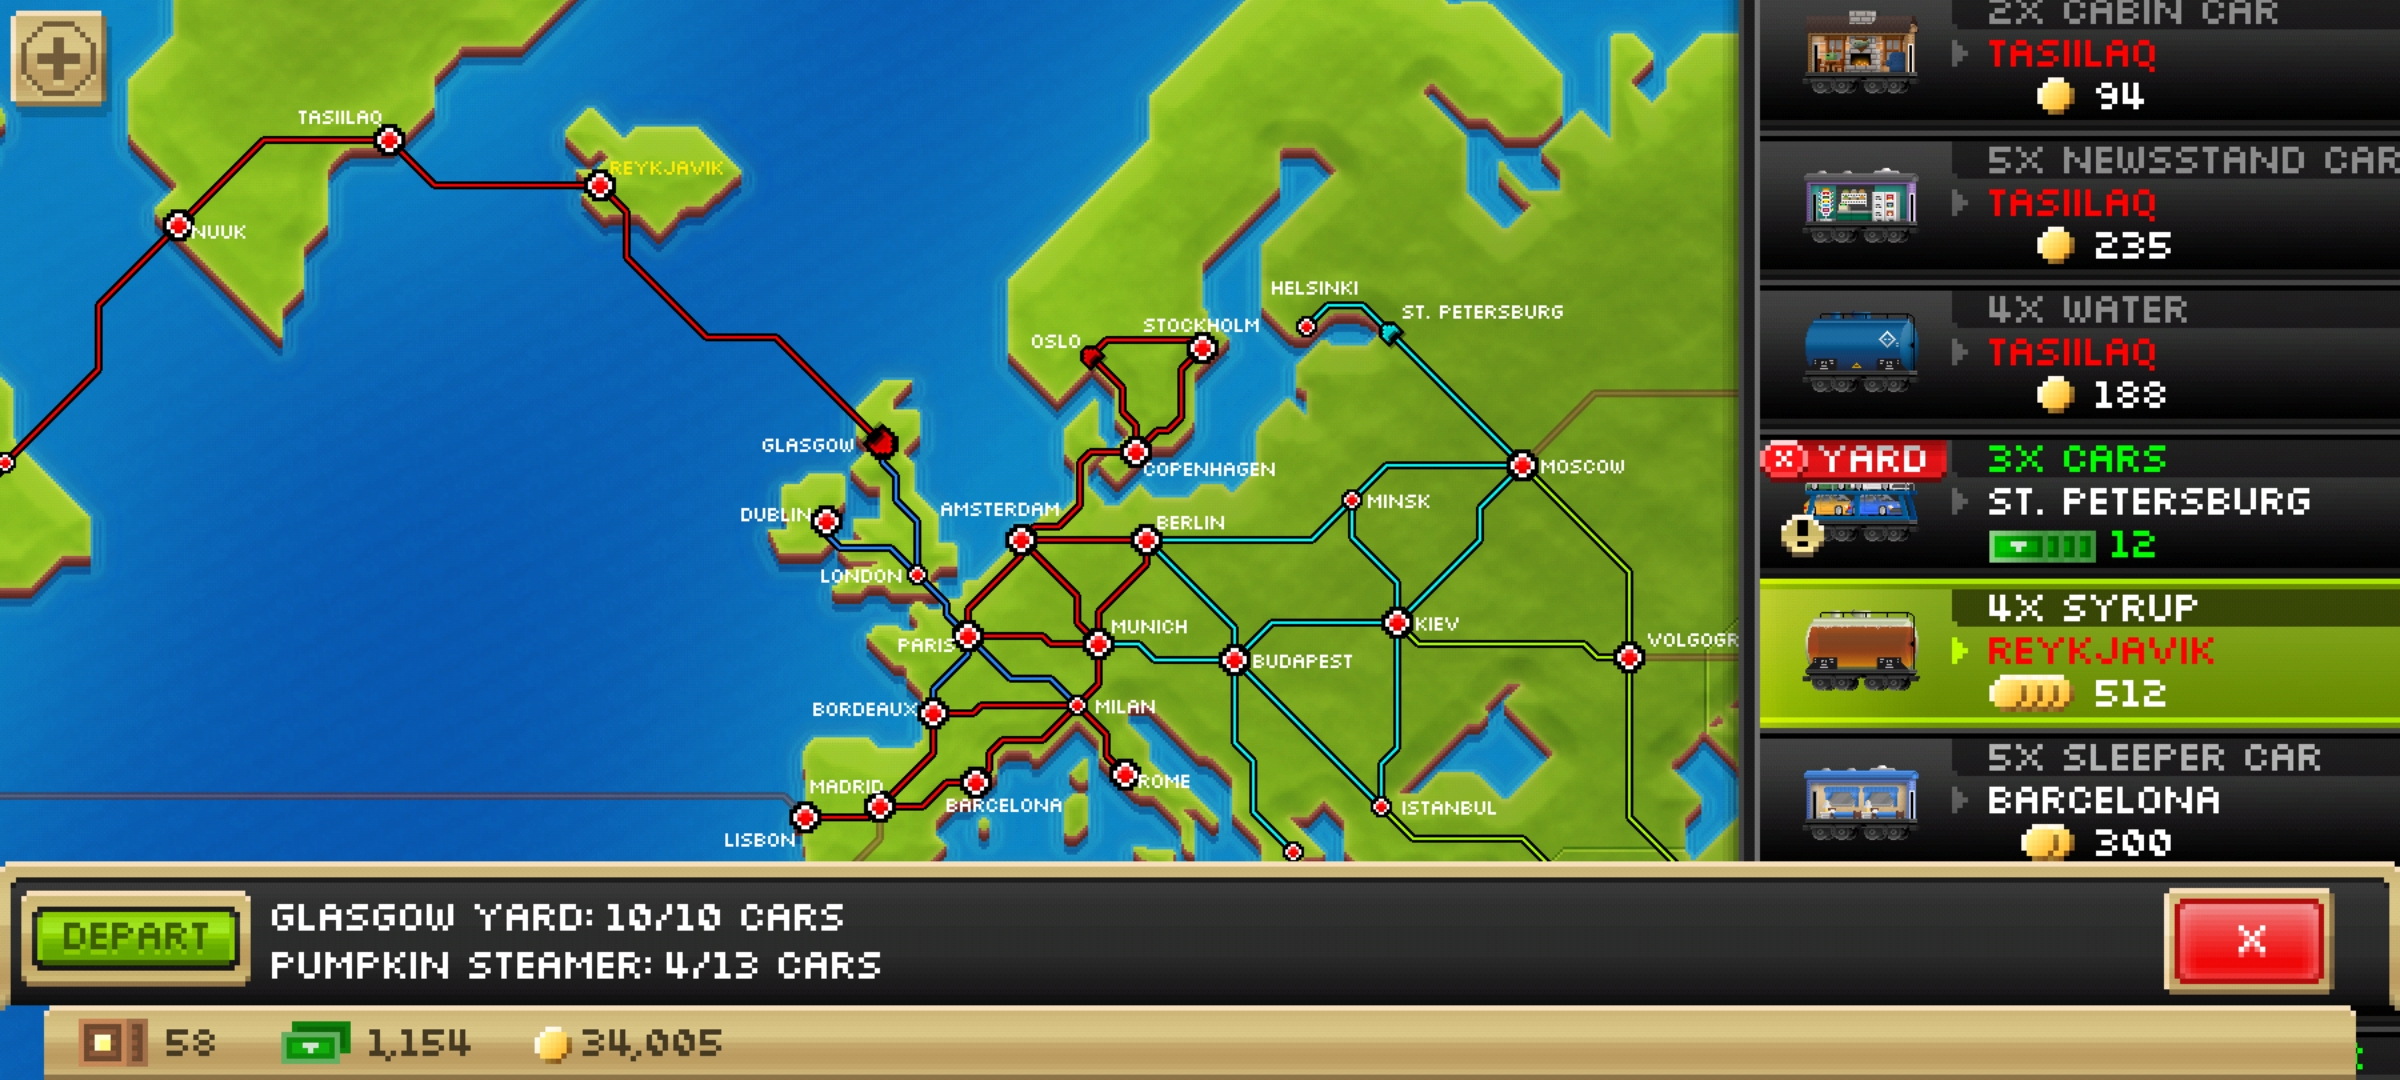 TASIILAQ
REYKJAVIK
NUUK
HELSINKI
ST. PETERSBURG
STOCKHOLM
OSLO
GLASGOW
COPENHAGEN
MOSCOW
MINSK
AMSTERDAM
DUBLIN
BERLIN
LONDON
MUNICH
KIEV
PARIS
VOLGOGR
BUDAPEST
BORDEAUX
MILAN
MADRID
ROME
BARCELONA
ISTANBUL
LISBON
2X CABIN CAR
TASIILAQ
94
5X NEWSSTAND CAR
TASIILAQ
235
4X WATER
TASIILAQ
188
X YARD
3X CARS
ST. PETERSBURG
!
12
4X SYRUP
REYKJAVIK
512
5X SLEEPER CAR
BARCELONA
300
DEPART
GLASGOW YARD: 10/10 CARS
PUMPKIN STEAMER: 4/13 CARS
X
58
1,154
34,005